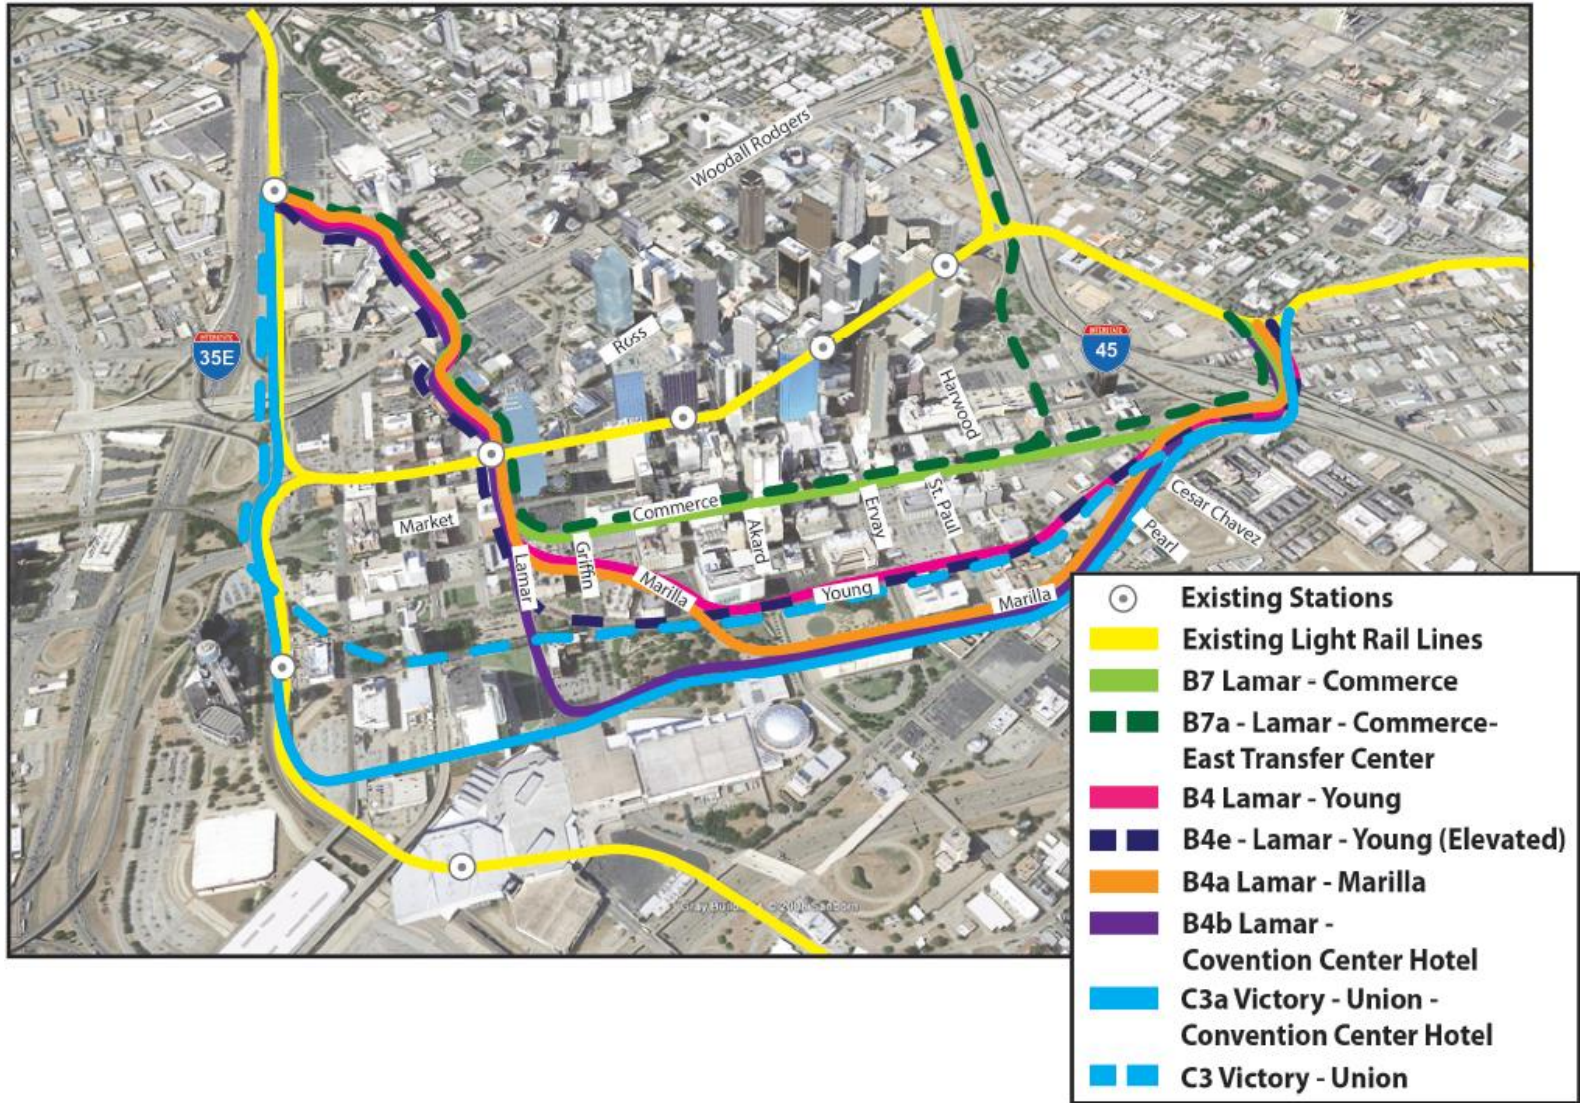 Woodall Rodgers
INTERSTATE
35E
Ross
INTERSTATE
45
Harwood
Market
Commerce
Akard
Ervay
St. Paul
Cesar Chavez
Pearl
Lamar
Griffin
Marilla
Young
Marilla
Existing Stations
Existing Light Rail Lines
B7 Lamar - Commerce
B7a - Lamar - Commerce-
East Transfer Center
B4 Lamar - Young
B4e - Lamar - Young (Elevated)
B4a Lamar - Marilla
B4b Lamar -
Covention Center Hotel
C3a Victory - Union -
Convention Center Hotel
C3 Victory - Union